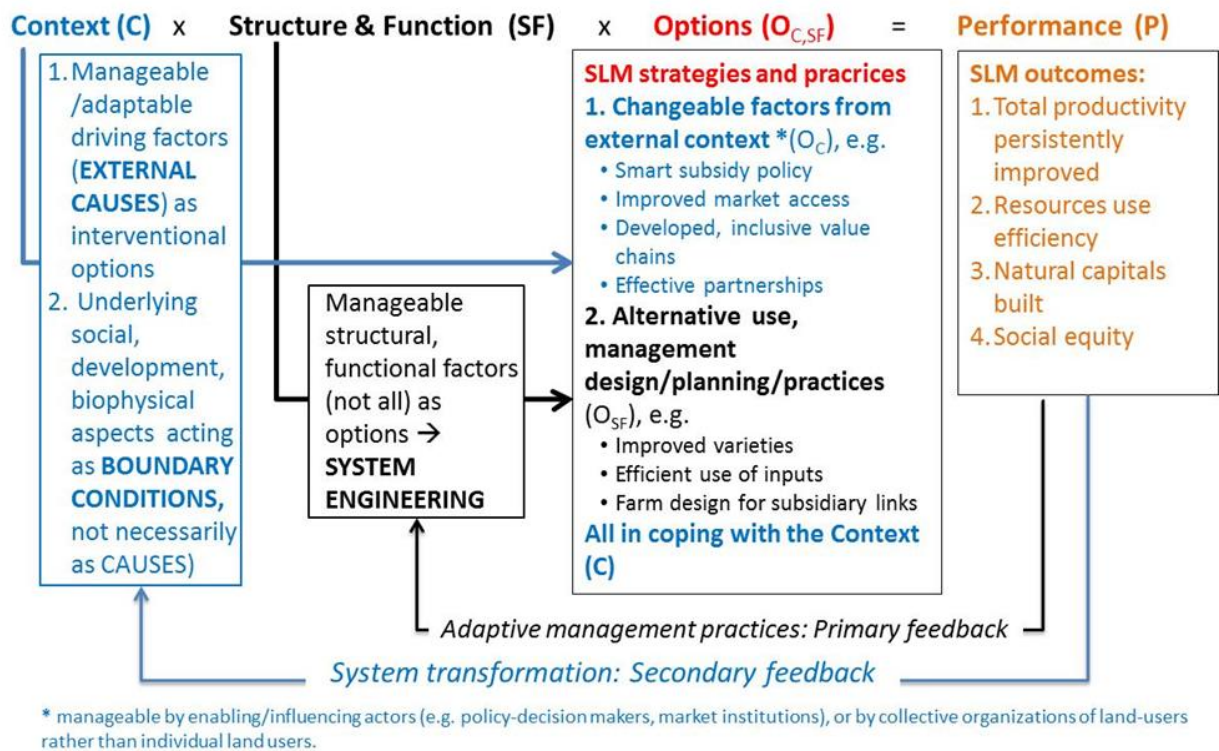 Context (C) x Structure & Function (SF) x Options (O_C,SF) = Performance (P)
1. Manageable
/adaptable
driving factors
(EXTERNAL
CAUSES) as
interventional
options
2. Underlying
social,
development,
biophysical
aspects acting
as BOUNDARY
CONDITIONS,
not necessarily
as CAUSES)
Manageable
structural,
functional factors
(not all) as
options →
SYSTEM
ENGINEERING
SLM strategies and pracrices
1. Changeable factors from
external context *(O_C), e.g.
• Smart subsidy policy
• Improved market access
• Developed, inclusive value
chains
• Effective partnerships
2. Alternative use,
management
design/planning/practices
(O_SF), e.g.
• Improved varieties
• Efficient use of inputs
• Farm design for subsidiary links
All in coping with the Context
(C)
SLM outcomes:
1. Total productivity
persistently
improved
2. Resources use
efficiency
3. Natural capitals
built
4. Social equity
Adaptive management practices: Primary feedback
System transformation: Secondary feedback
* manageable by enabling/influencing actors (e.g. policy-decision makers, market institutions), or by collective organizations of land-users
rather than individual land users.